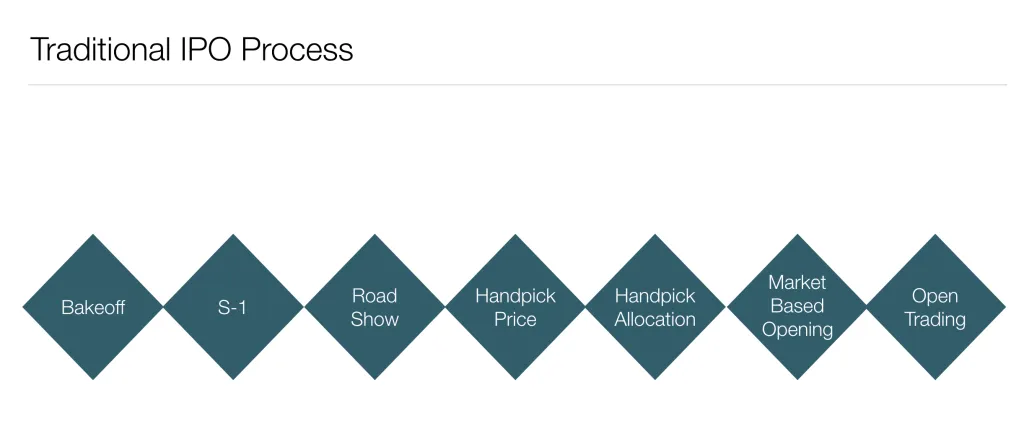 Traditional IPO Process
Bakeoff
S-1
Road
Show
Handpick
Price
Handpick
Allocation
Market
Based
Opening
Open
Trading